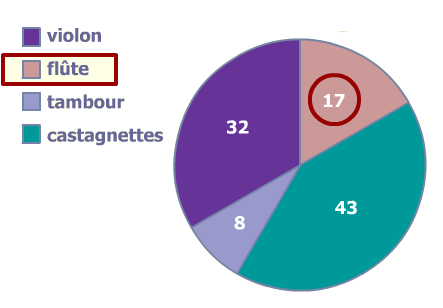 violon
flûte
tambour
castagnettes
17
32
43
8